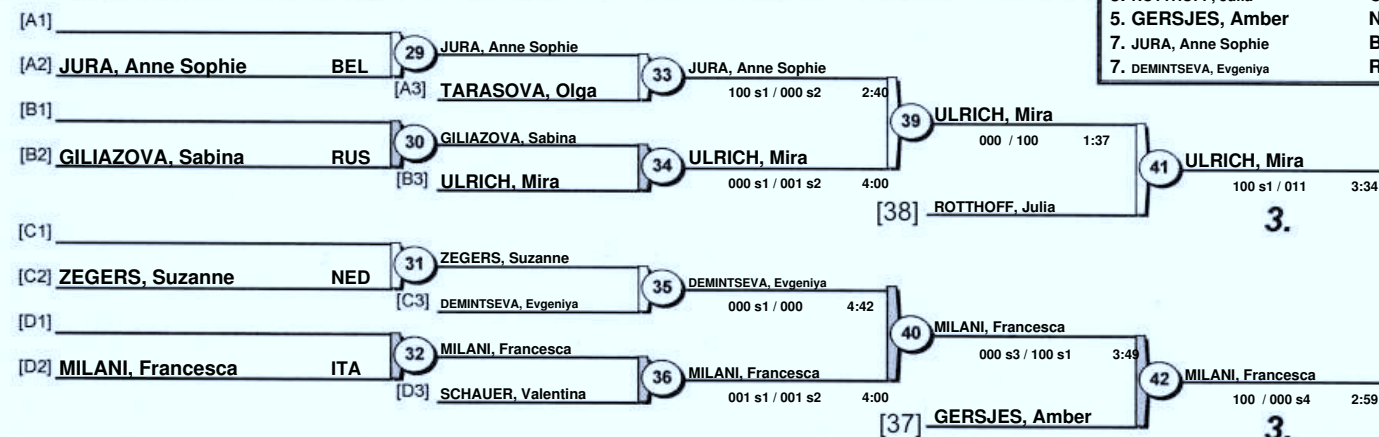 5. GERSJES, Amber N
7. JURA, Anne Sophie B
7. DEMINTSEVA, Evgeniya R
[A1]
[A2] JURA, Anne Sophie BEL
29 JURA, Anne Sophie
[A3] TARASOVA, Olga
33 JURA, Anne Sophie
100 s1 / 000 s2 2:40
[B1]
[B2] GILIAZOVA, Sabina RUS
30 GILIAZOVA, Sabina
[B3] ULRICH, Mira
34 ULRICH, Mira
000 s1 / 001 s2 4:00
39 ULRICH, Mira
000 / 100 1:37
[38] ROTTHOFF, Julia
41 ULRICH, Mira
100 s1 / 011 3:34
3.
[C1]
[C2] ZEGERS, Suzanne NED
31 ZEGERS, Suzanne
[C3] DEMINTSEVA, Evgeniya
35 DEMINTSEVA, Evgeniya
000 s1 / 000 4:42
[D1]
[D2] MILANI, Francesca ITA
32 MILANI, Francesca
[D3] SCHAUER, Valentina
36 MILANI, Francesca
001 s1 / 001 s2 4:00
40 MILANI, Francesca
000 s3 / 100 s1 3:49
[37] GERSJES, Amber
42 MILANI, Francesca
100 / 000 s4 2:59
3.